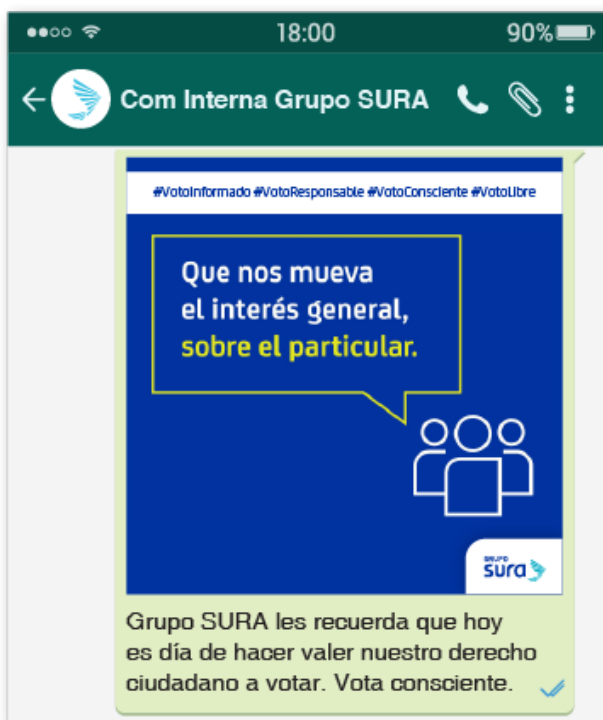 18:00
90%
Com Interna Grupo SURA
#VotoInformado #VotoResponsable #VotoConsciente #VotoLibre
Que nos mueva
el interés general,
sobre el particular.
GRUPO
sura
Grupo SURA les recuerda que hoy
es día de hacer valer nuestro derecho
ciudadano a votar. Vota consciente.